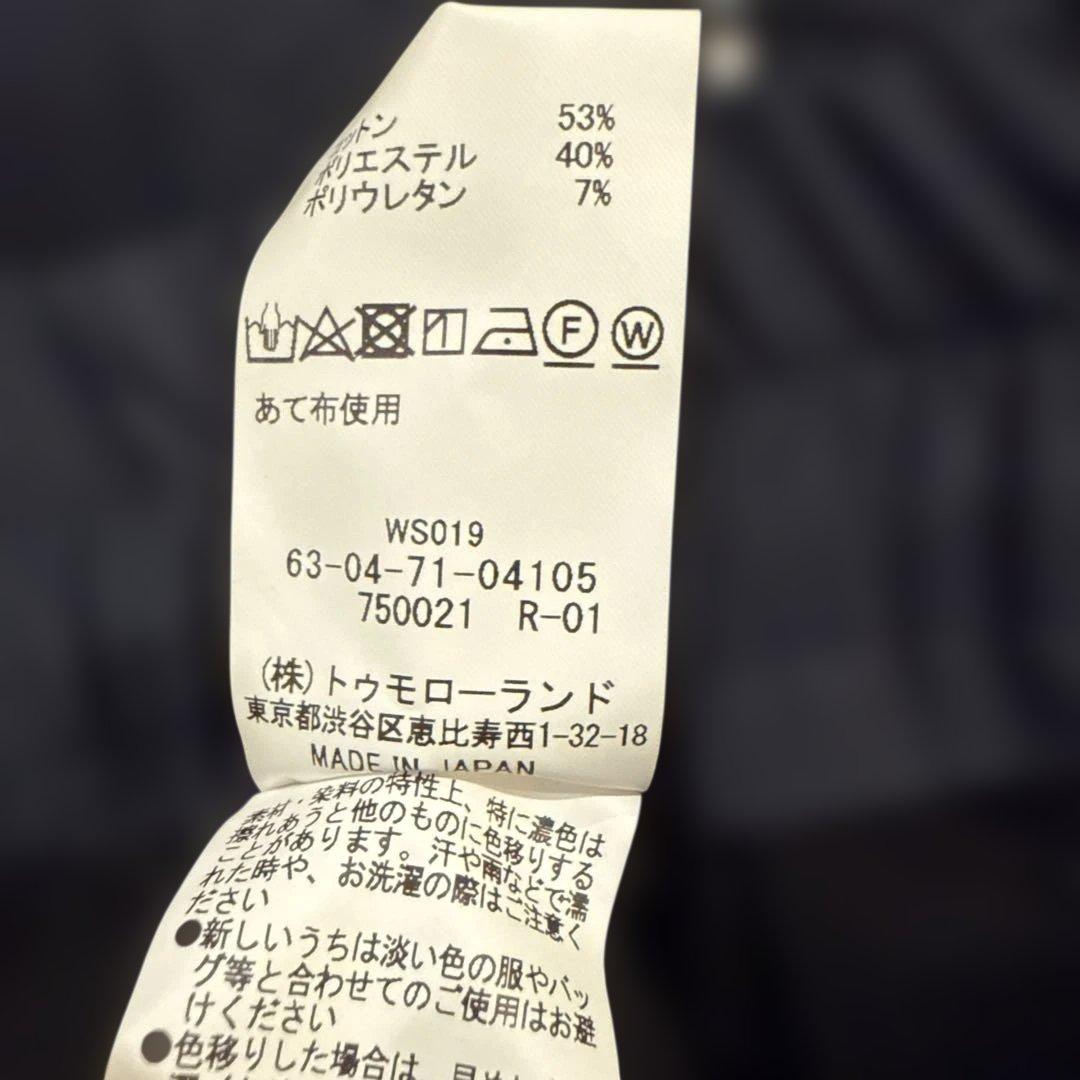 コットン 53%
ポリエステル 40%
ポリウレタン 7%
F W
あて布使用
WS019
63-04-71-04105
750021 R-01
(株)トゥモローランド
東京都渋谷区恵比寿西1-32-18
MADE IN JAPAN
素材・染料の特性上、特に濃色は
擦れあうと他のものに色移りする
ことがあります。汗や雨などで濡
れた時や、お洗濯の際はご注意く
ださい
●新しいうちは淡い色の服やバッ
グ等と合わせてのご使用はお避
けください
●色移りした場合は、